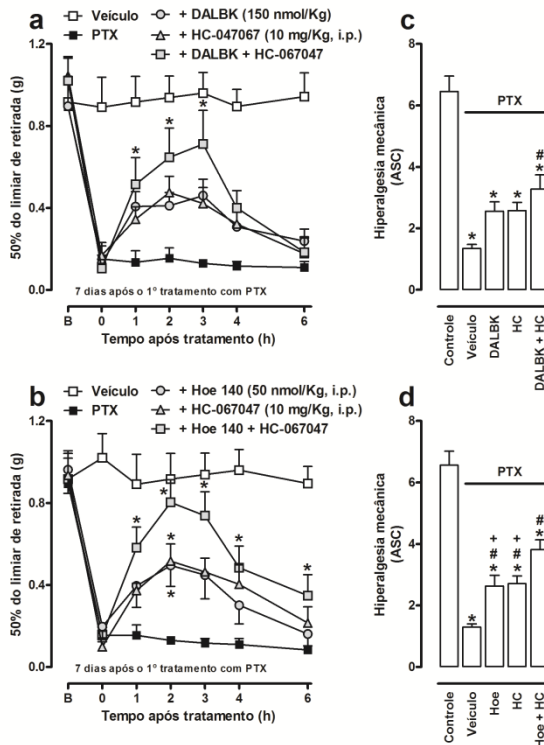 a
Veículo
PTX
+ DALBK (150 nmol/Kg)
+ HC-047067 (10 mg/Kg, i.p.)
+ DALBK + HC-067047
50% do limiar de retirada (g)
1.2
0.8
0.4
0.0
* * *
7 dias após o 1º tratamento com PTX
B 0 1 2 3 4 6
Tempo após tratamento (h)
c
Hiperalgesia mecânica
(ASC)
8
6
4
2
0
PTX
* * * # *
Controle
Veículo
DALBK
HC
DALBK + HC
b
Veículo
PTX
+ Hoe 140 (50 nmol/Kg, i.p.)
+ HC-067047 (10 mg/Kg, i.p.)
+ Hoe 140 + HC-067047
50% do limiar de retirada (g)
1.2
0.8
0.4
0.0
* * * * * *
7 dias após o 1º tratamento com PTX
B 0 1 2 3 4 6
Tempo após tratamento (h)
d
Hiperalgesia mecânica
(ASC)
8
6
4
2
0
PTX
* + # * + # * # *
Controle
Veículo
Hoe
HC
Hoe + HC